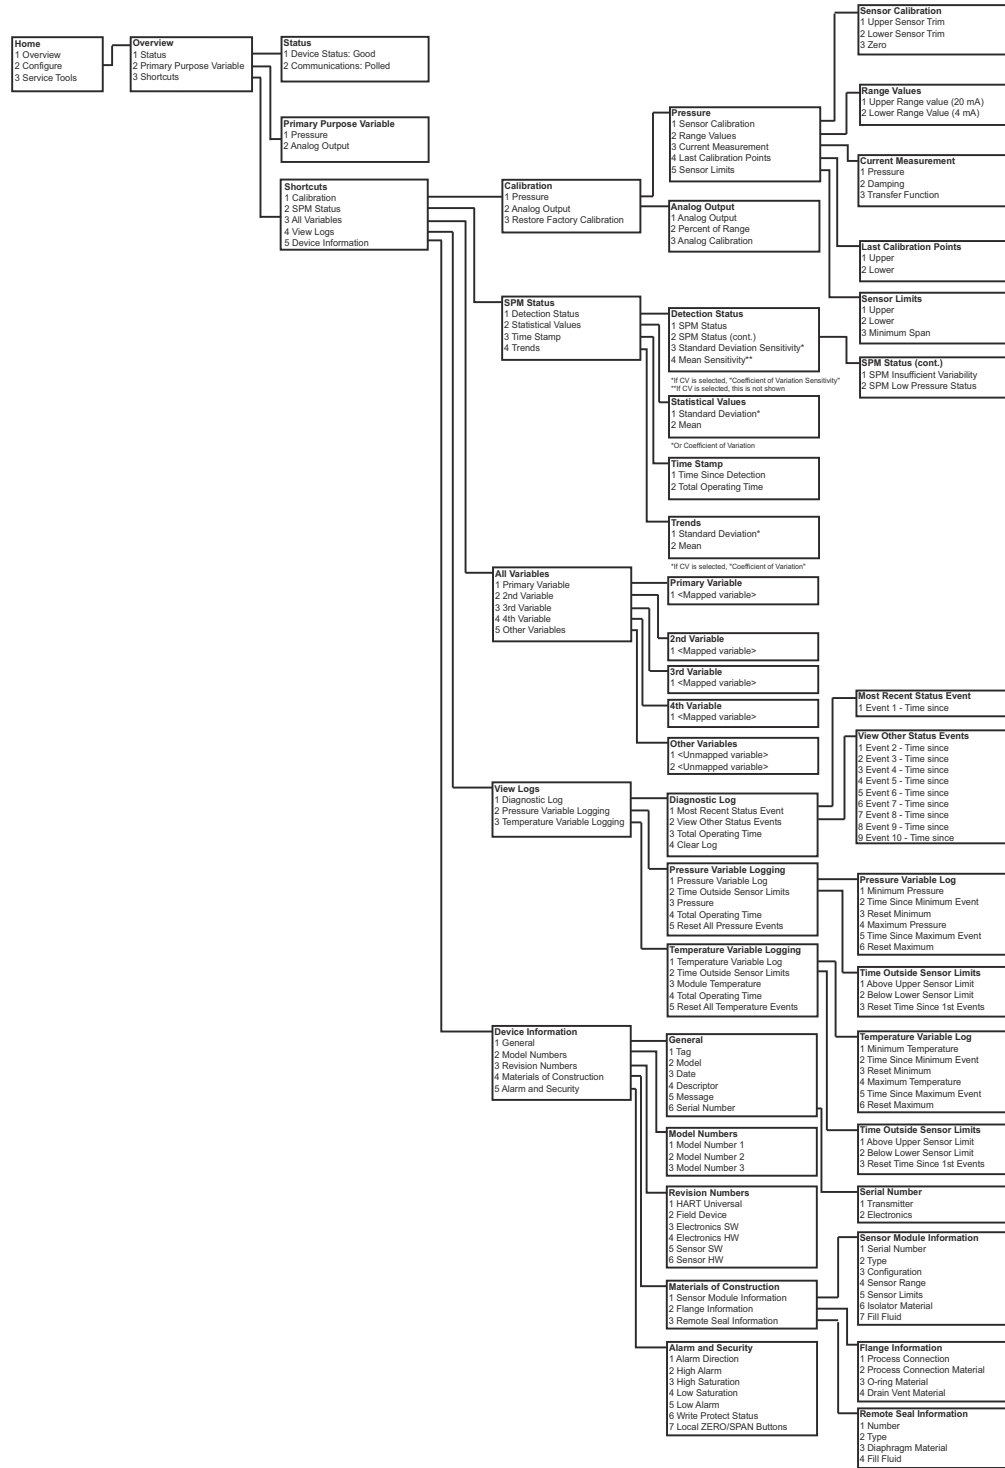 Home
1 Overview
2 Configure
3 Service Tools
Overview
1 Status
2 Primary Purpose Variable
3 Shortcuts
Status
1 Device Status: Good
2 Communications: Polled
Primary Purpose Variable
1 Pressure
2 Analog Output
Shortcuts
1 Calibration
2 SPM Status
3 All Variables
4 View Logs
5 Device Information
Calibration
1 Pressure
2 Analog Output
3 Restore Factory Calibration
Pressure
1 Sensor Calibration
2 Range Values
3 Current Measurement
4 Last Calibration Points
5 Sensor Limits
Analog Output
1 Analog Output
2 Percent of Range
3 Analog Calibration
Sensor Calibration
1 Upper Sensor Trim
2 Lower Sensor Trim
3 Zero
Range Values
1 Upper Range value (20 mA)
2 Lower Range Value (4 mA)
Current Measurement
1 Pressure
2 Damping
3 Transfer Function
Last Calibration Points
1 Upper
2 Lower
Sensor Limits
1 Upper
2 Lower
3 Minimum Span
SPM Status
1 Detection Status
2 Statistical Values
3 Time Stamp
4 Trends
Detection Status
1 SPM Status
2 SPM Status (cont.)
3 Standard Deviation Sensitivity*
4 Mean Sensitivity**
*If CV is selected, "Coefficient of Variation Sensitivity"
**If CV is selected, this is not shown
SPM Status (cont.)
1 SPM Insufficient Variability
2 SPM Low Pressure Status
Statistical Values
1 Standard Deviation*
2 Mean
*Or Coefficient of Variation
Time Stamp
1 Time Since Detection
2 Total Operating Time
Trends
1 Standard Deviation*
2 Mean
*If CV is selected, "Coefficient of Variation"
All Variables
1 Primary Variable
2 2nd Variable
3 3rd Variable
4 4th Variable
5 Other Variables
Primary Variable
1 <Mapped variable>
2nd Variable
1 <Mapped variable>
3rd Variable
1 <Mapped variable>
4th Variable
1 <Mapped variable>
Other Variables
1 <Unmapped variable>
2 <Unmapped variable>
View Logs
1 Diagnostic Log
2 Pressure Variable Logging
3 Temperature Variable Logging
Diagnostic Log
1 Most Recent Status Event
2 View Other Status Events
3 Total Operating Time
4 Clear Log
Most Recent Status Event
1 Event 1 - Time since
View Other Status Events
1 Event 2 - Time since
2 Event 3 - Time since
3 Event 4 - Time since
4 Event 5 - Time since
5 Event 6 - Time since
6 Event 7 - Time since
7 Event 8 - Time since
8 Event 9 - Time since
9 Event 10 - Time since
Pressure Variable Logging
1 Pressure Variable Log
2 Time Outside Sensor Limits
3 Pressure
4 Total Operating Time
5 Reset All Pressure Events
Pressure Variable Log
1 Minimum Pressure
2 Time Since Minimum Event
3 Reset Minimum
4 Maximum Pressure
5 Time Since Maximum Event
6 Reset Maximum
Time Outside Sensor Limits
1 Above Upper Sensor Limit
2 Below Lower Sensor Limit
3 Reset Time Since 1st Events
Temperature Variable Logging
1 Temperature Variable Log
2 Time Outside Sensor Limits
3 Module Temperature
4 Total Operating Time
5 Reset All Temperature Events
Temperature Variable Log
1 Minimum Temperature
2 Time Since Minimum Event
3 Reset Minimum
4 Maximum Temperature
5 Time Since Maximum Event
6 Reset Maximum
Time Outside Sensor Limits
1 Above Upper Sensor Limit
2 Below Lower Sensor Limit
3 Reset Time Since 1st Events
Device Information
1 General
2 Model Numbers
3 Revision Numbers
4 Materials of Construction
5 Alarm and Security
General
1 Tag
2 Model
3 Date
4 Descriptor
5 Message
6 Serial Number
Serial Number
1 Transmitter
2 Electronics
Model Numbers
1 Model Number 1
2 Model Number 2
3 Model Number 3
Revision Numbers
1 HART Universal
2 Field Device
3 Electronics SW
4 Electronics HW
5 Sensor SW
6 Sensor HW
Materials of Construction
1 Sensor Module Information
2 Flange Information
3 Remote Seal Information
Sensor Module Information
1 Serial Number
2 Type
3 Configuration
4 Sensor Range
5 Sensor Limits
6 Isolator Material
7 Fill Fluid
Flange Information
1 Process Connection
2 Process Connection Material
3 O-ring Material
4 Drain Vent Material
Remote Seal Information
1 Number
2 Type
3 Diaphragm Material
4 Fill Fluid
Alarm and Security
1 Alarm Direction
2 High Alarm
3 High Saturation
4 Low Saturation
5 Low Alarm
6 Write Protect Status
7 Local ZERO/SPAN Buttons